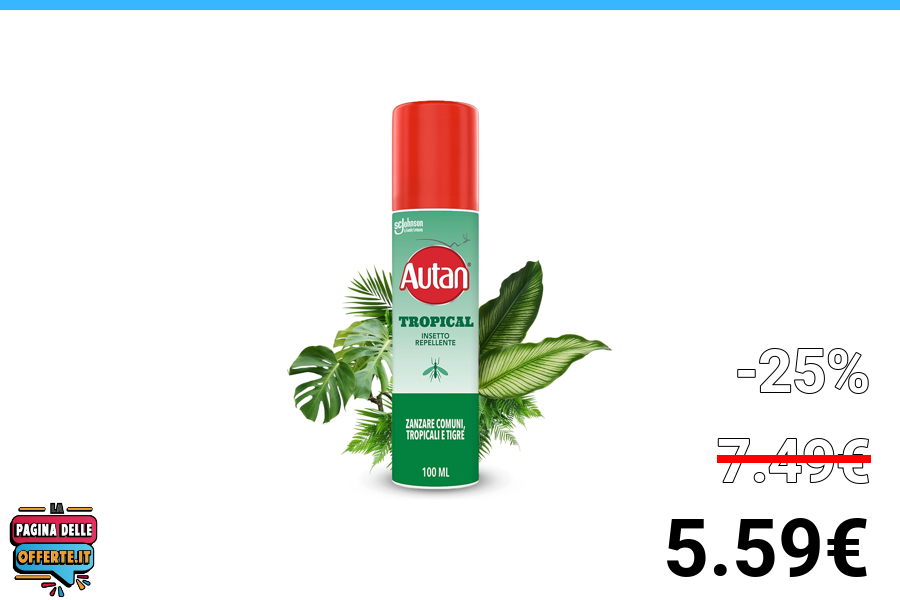 SC Johnson
Autan®
TROPICAL
INSETTO
REPELLENTE
ZANZARE COMUNI,
TROPICALI E TIGRE
100 ML
-25%
7.49€
5.59€
LA
PAGINA DELLE
OFFERTE.IT